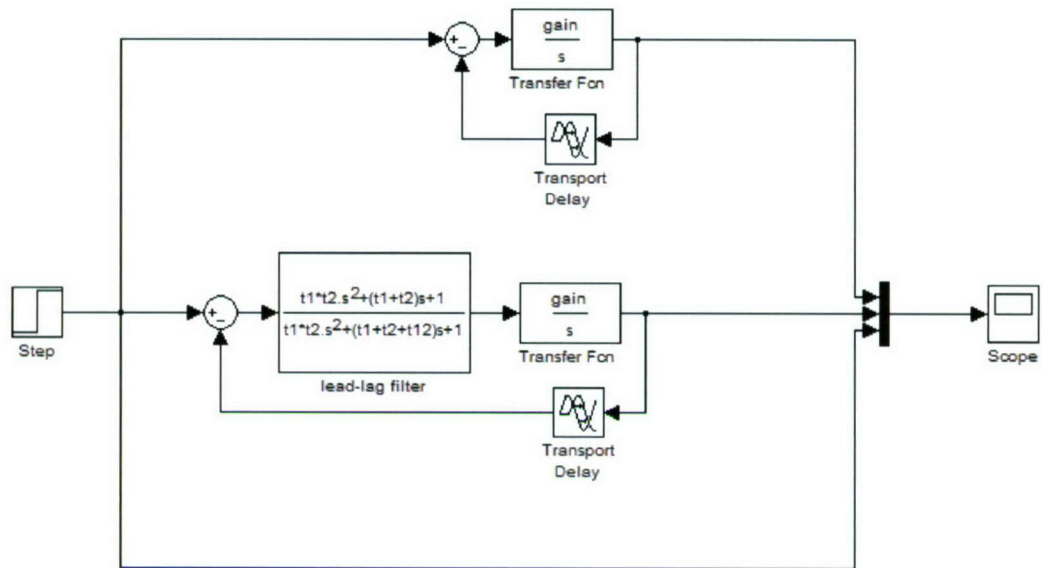 +
−
gain
s
Transfer Fcn
Transport
Delay
Step
+
−
t1*t2.s2+(t1+t2)s+1
t1*t2.s2+(t1+t2+t12)s+1
lead-lag filter
gain
s
Transfer Fcn
Transport
Delay
Scope